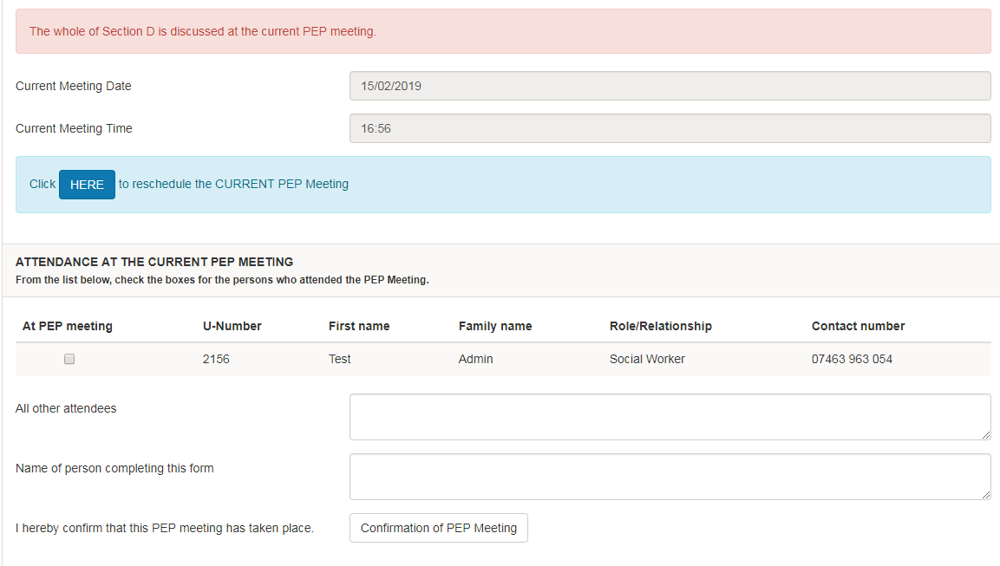 The whole of Section D is discussed at the current PEP meeting.
Current Meeting Date 15/02/2019
Current Meeting Time 16:56
Click HERE to reschedule the CURRENT PEP Meeting
ATTENDANCE AT THE CURRENT PEP MEETING
From the list below, check the boxes for the persons who attended the PEP Meeting.
At PEP meeting U-Number First name Family name Role/Relationship Contact number
2156 Test Admin Social Worker 07463 963 054
All other attendees
Name of person completing this form
I hereby confirm that this PEP meeting has taken place. Confirmation of PEP Meeting